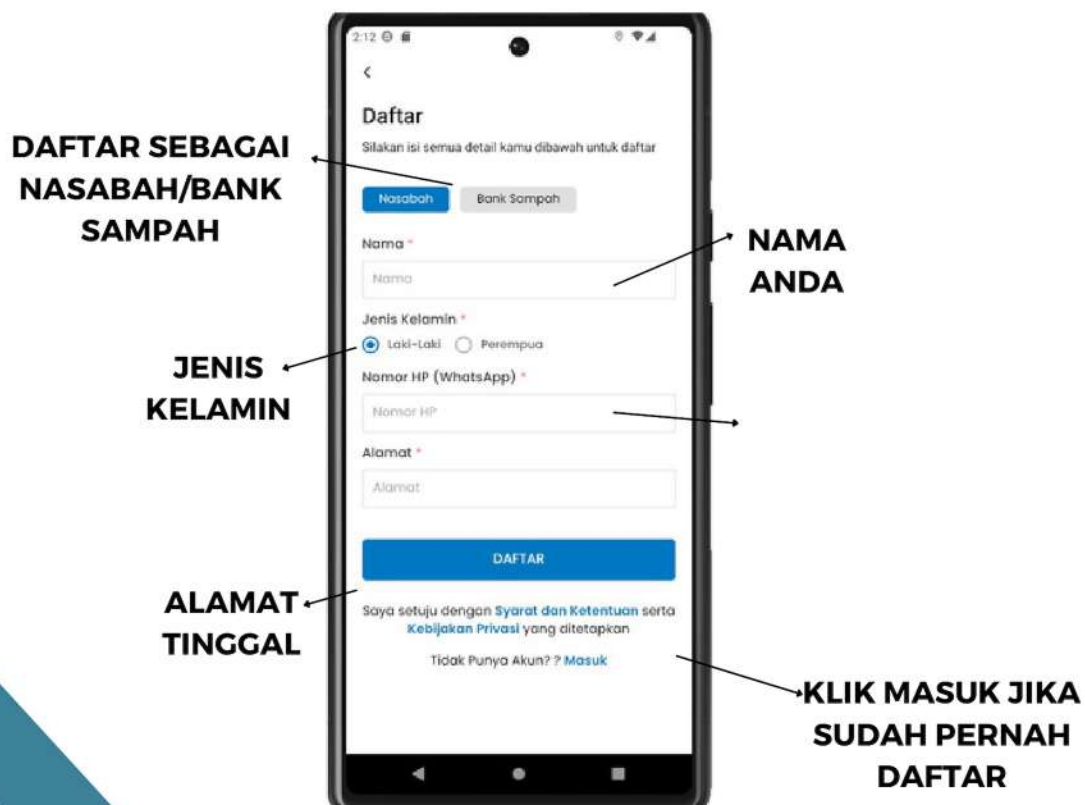 2:12
Daftar
Silakan isi semua detail kamu dibawah untuk daftar
DAFTAR SEBAGAI
NASABAH/BANK
SAMPAH
Nasabah
Bank Sampah
Nama *
Nama
NAMA
ANDA
Jenis Kelamin *
Laki-Laki
Perempua
JENIS
KELAMIN
Nomor HP (WhatsApp) *
Nomor HP
Alamat *
Alamat
DAFTAR
ALAMAT
TINGGAL
Saya setuju dengan Syarat dan Ketentuan serta
Kebijakan Privasi yang ditetapkan
Tidak Punya Akun? ? Masuk
KLIK MASUK JIKA
SUDAH PERNAH
DAFTAR